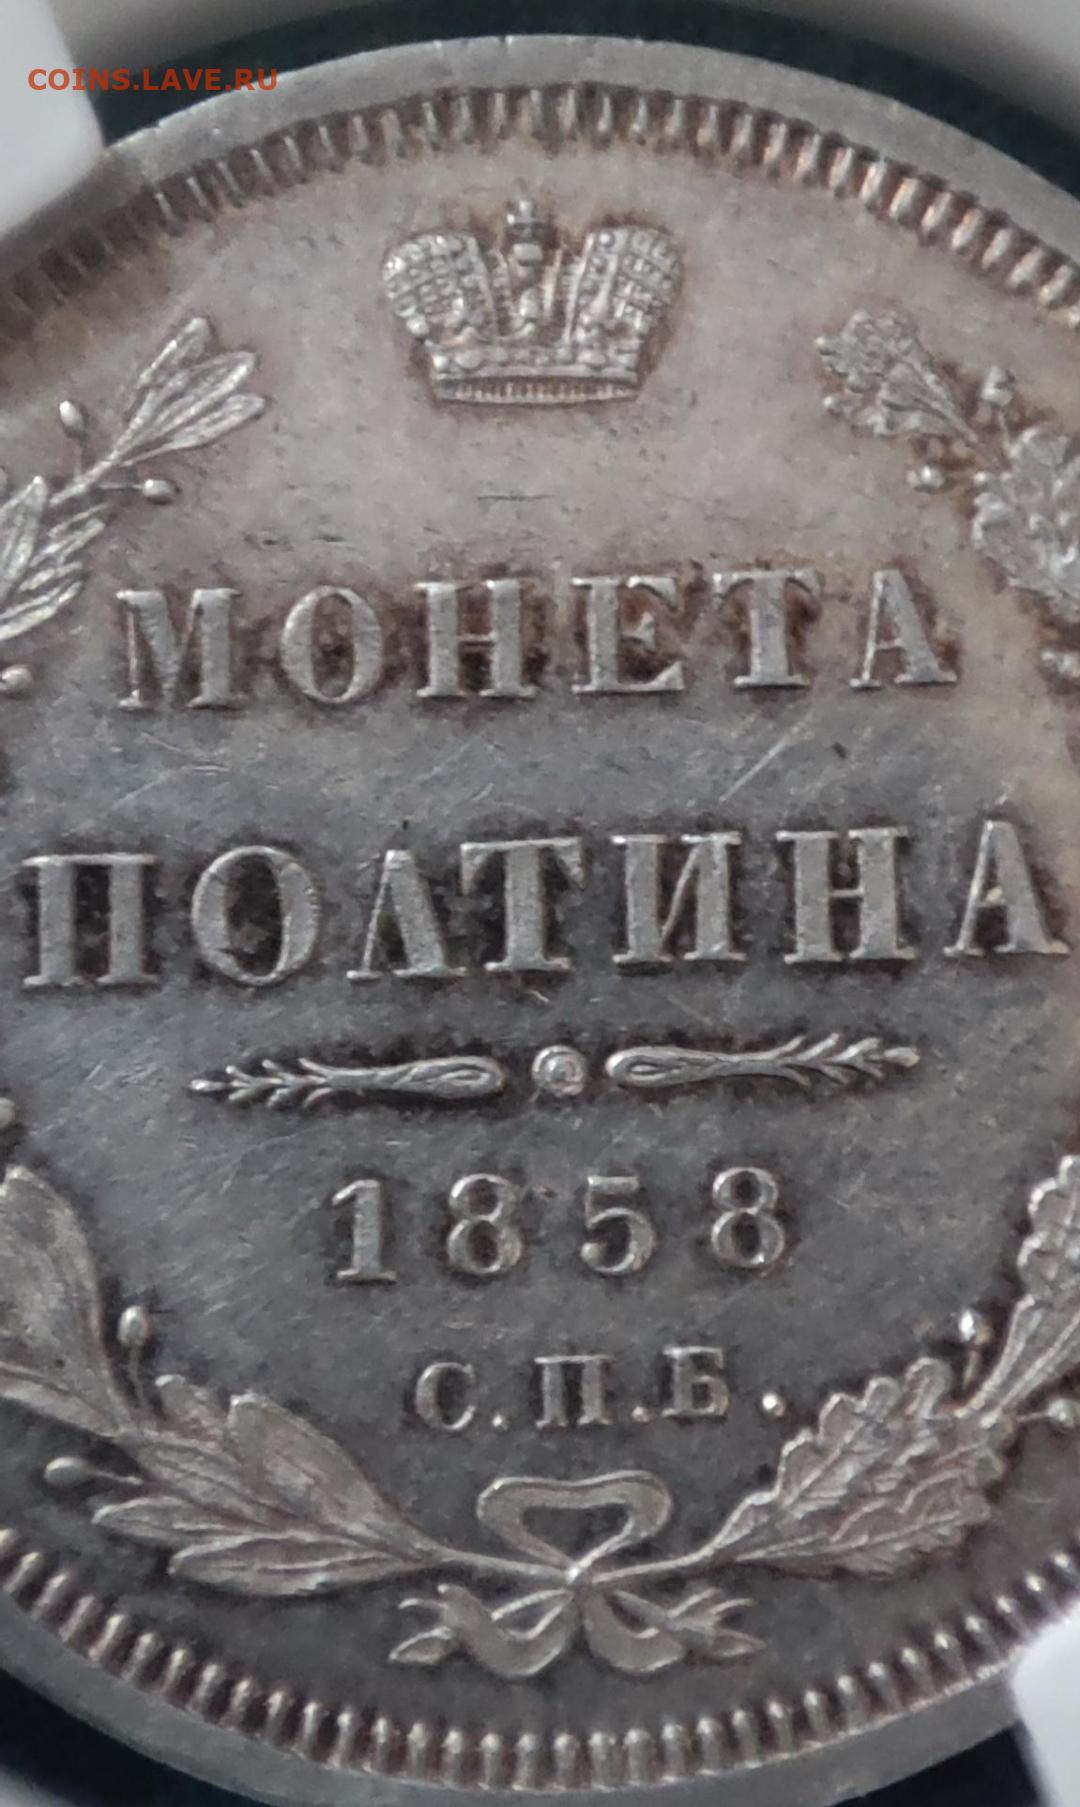 COINS.LAVE.RU
МОНЕТА
ПОЛТИНА
1858
С.П.Б.